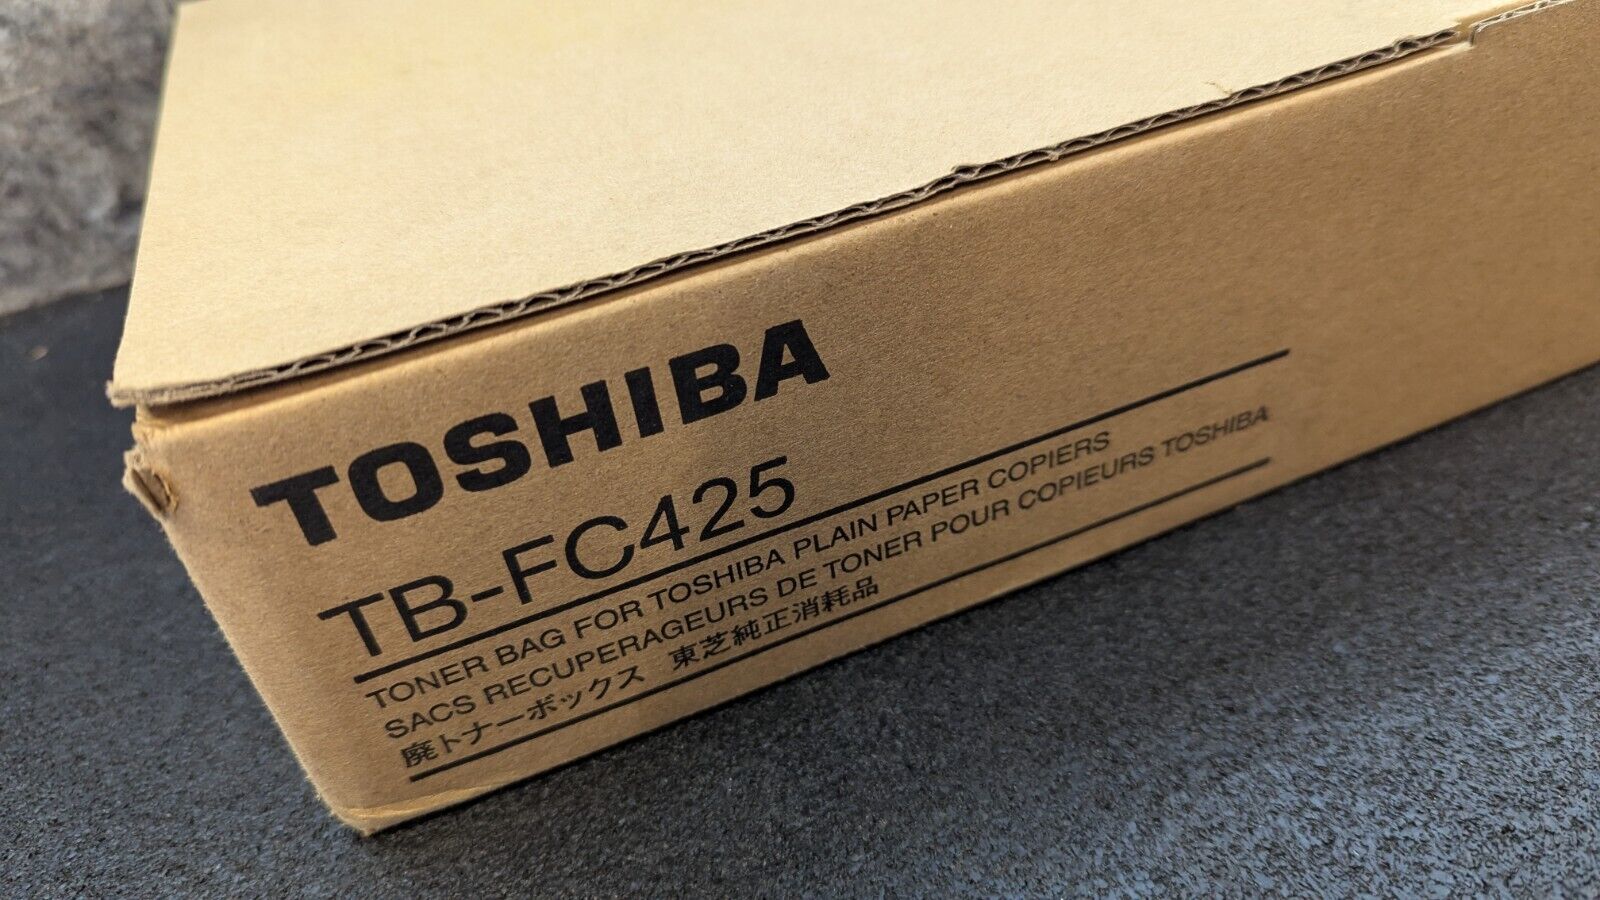 TOSHIBA
TB-FC425
TONER BAG FOR TOSHIBA PLAIN PAPER COPIERS
SACS RECUPERAGEURS DE TONER POUR COPIEURS TOSHIBA
廃トナーボックス 東芝純正消耗品